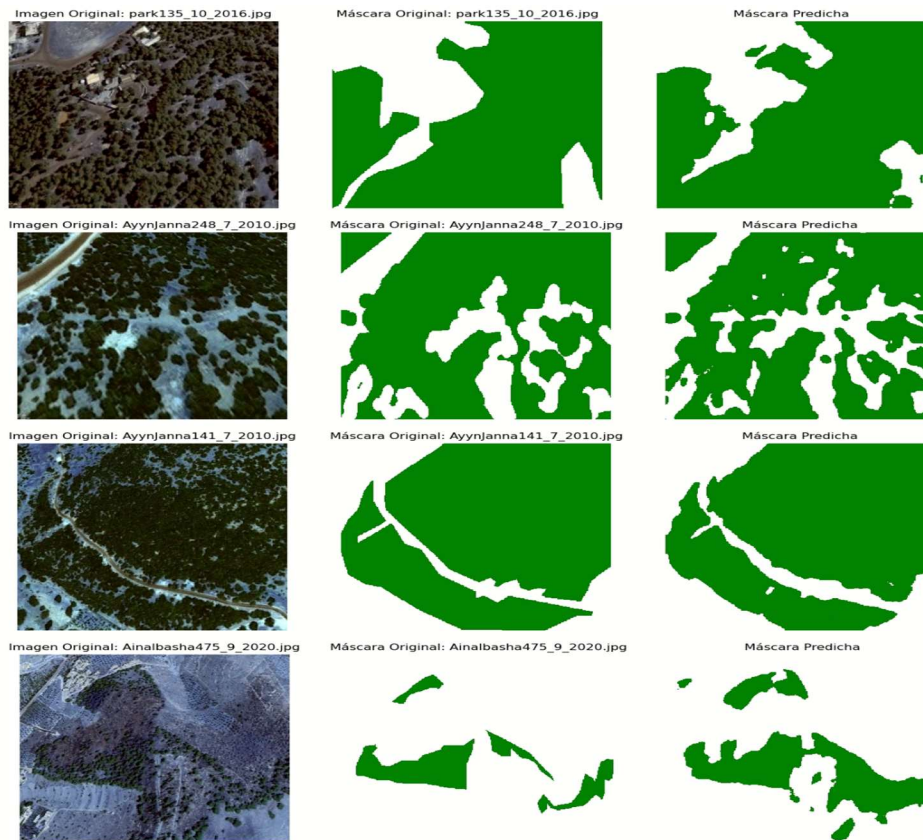 Imagen Original: park135_10_2016.jpg
Máscara Original: park135_10_2016.jpg
Máscara Predicha
Imagen Original: AyynJanna248_7_2010.jpg
Máscara Original: AyynJanna248_7_2010.jpg
Máscara Predicha
Imagen Original: AyynJanna141_7_2010.jpg
Máscara Original: AyynJanna141_7_2010.jpg
Máscara Predicha
Imagen Original: Ainalbasha475_9_2020.jpg
Máscara Original: Ainalbasha475_9_2020.jpg
Máscara Predicha